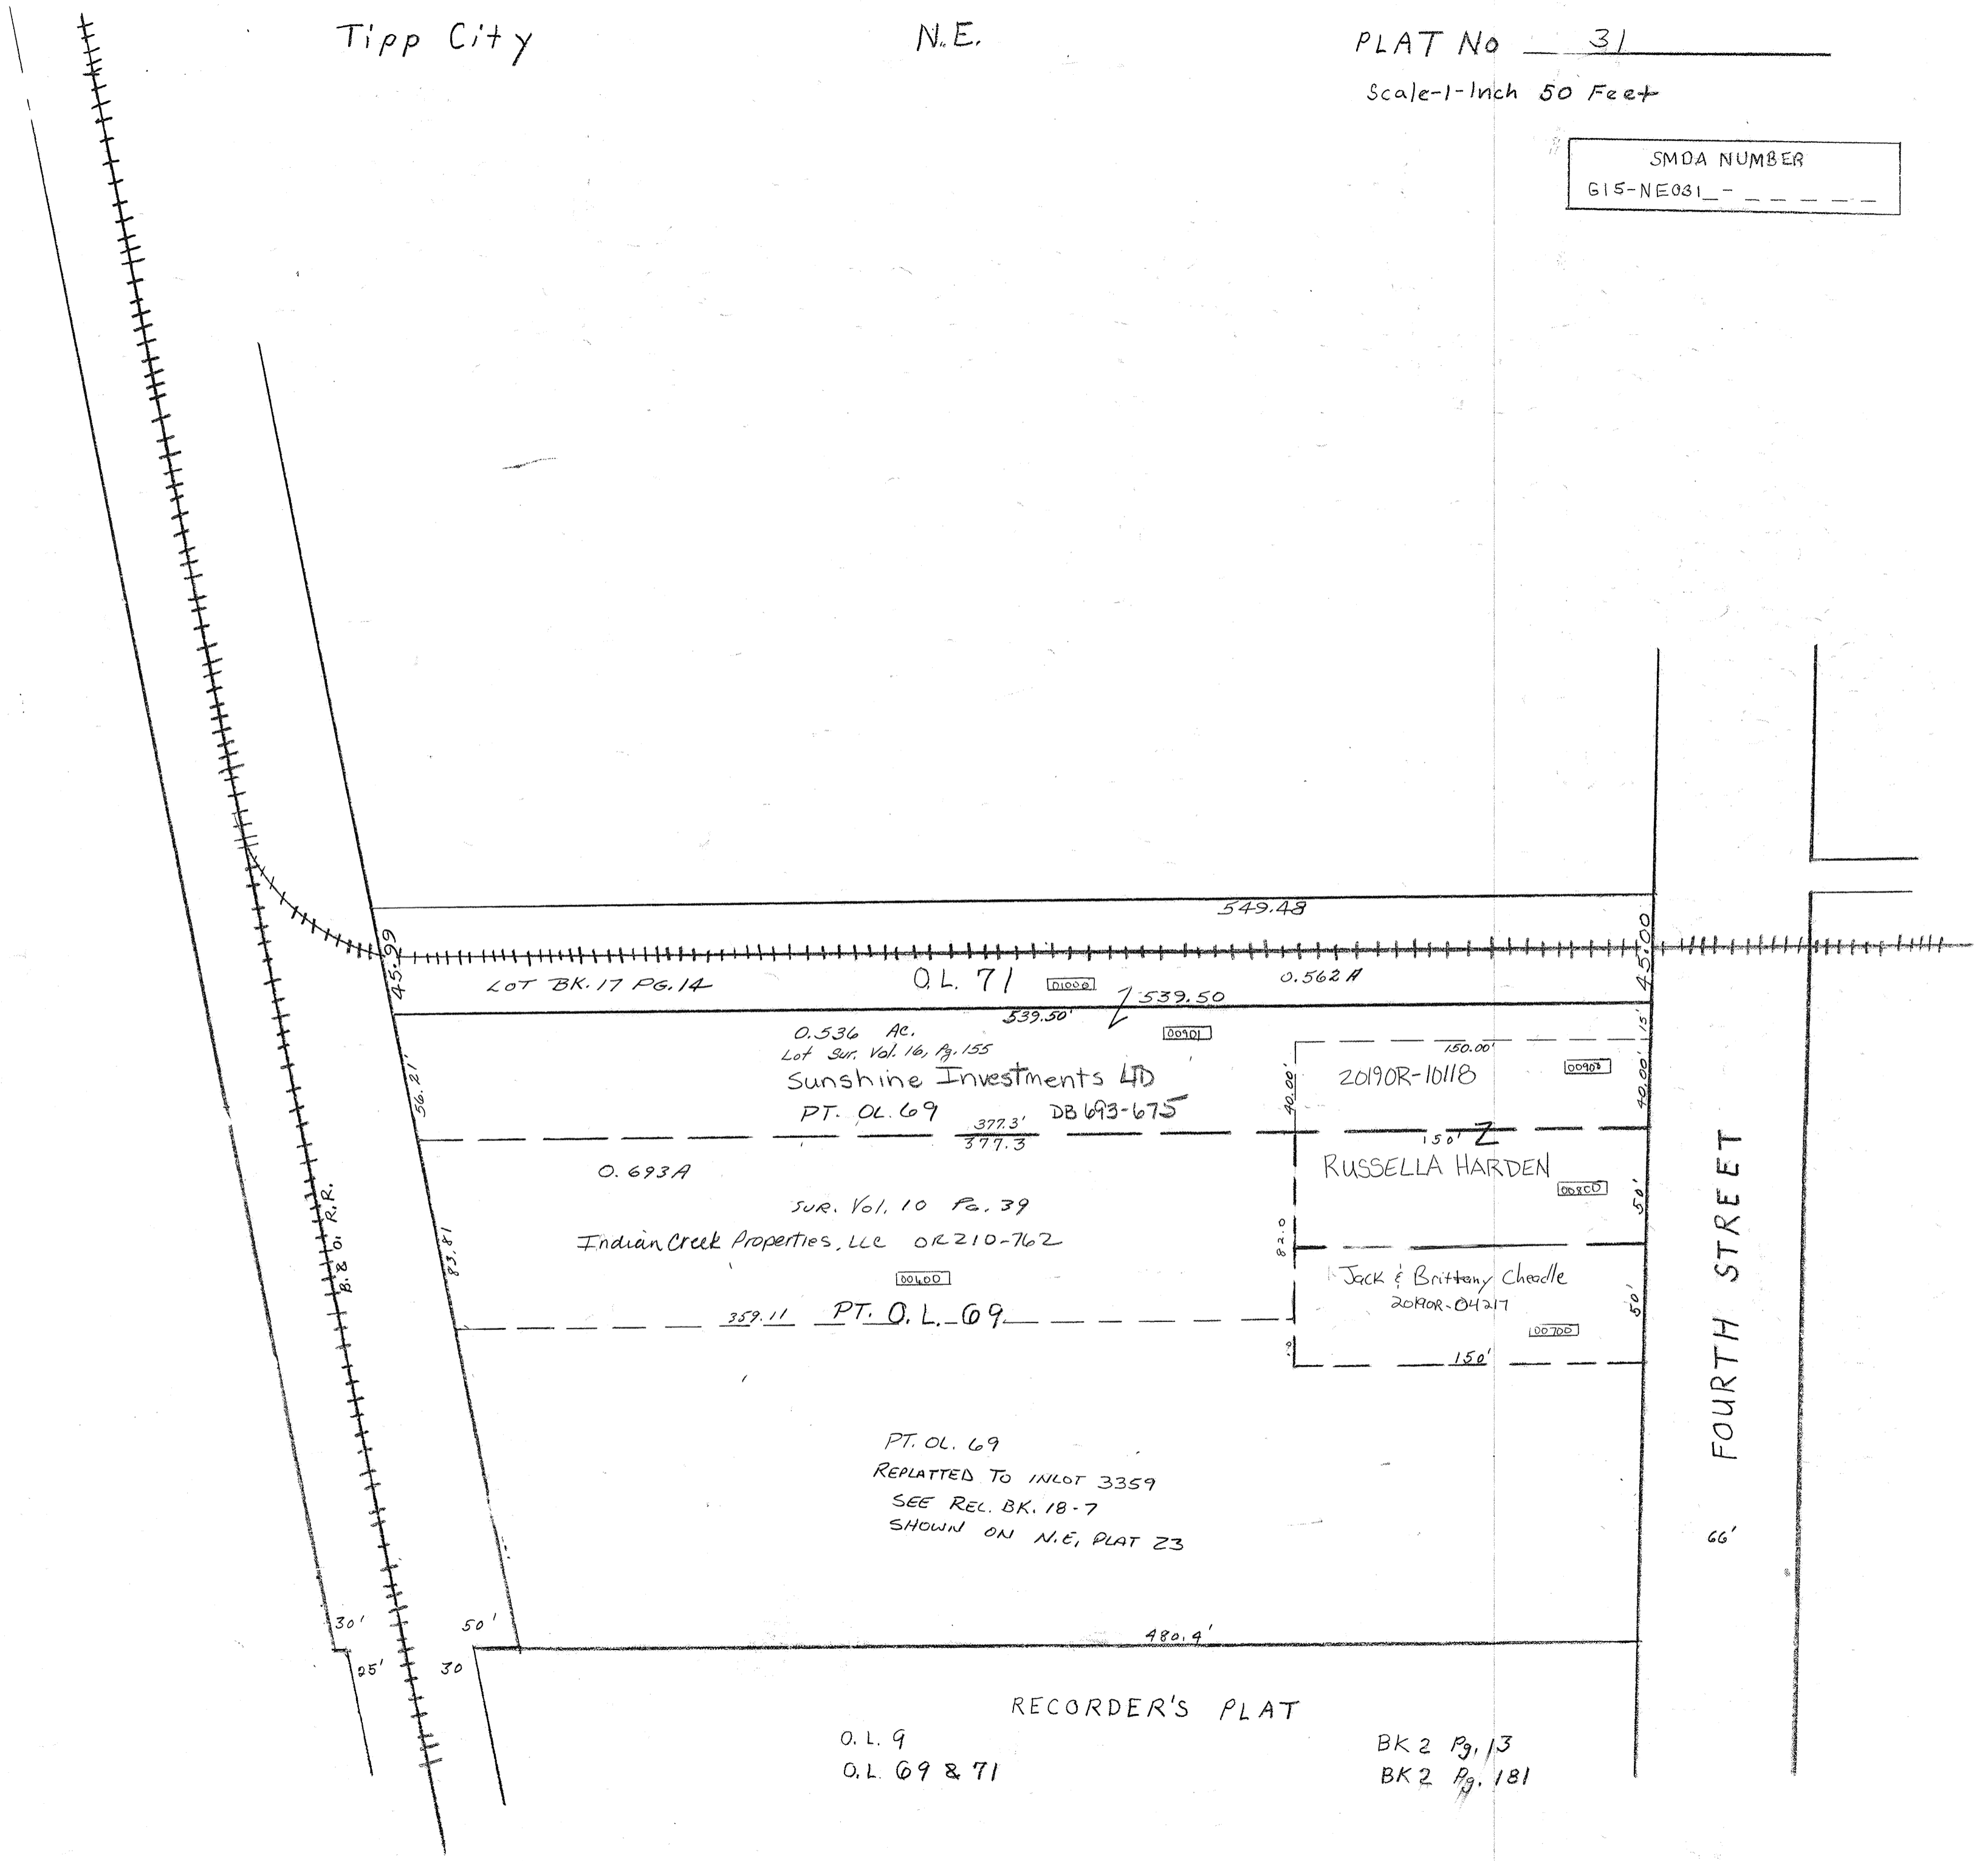 Tipp City
N.E.
PLAT No 31
Scale-1-Inch 50 Feet
SMDA NUMBER
G15-NE031_-_ _ _ _ _
549.48
45.99
45.00
LOT BK. 17 PG. 14
O.L. 71
01000
0.562 A
539.50
539.50'
15'
0.536 AC.
Lot Sur. Vol. 16, Pg. 155
00901
Sunshine Investments LTD
PT. OL. 69
DB 693-675
56.21'
150.00'
40.00'
20190R-10118
00900
40.00'
377.3'
377.3
150'
Z
0.693A
RUSSELLA HARDEN
00800
50'
SUR. Vol. 10 PG. 39
Indian Creek Properties, LLC OR210-762
83.81
82.0
B. & O. R.R.
Jack & Brittany Cheadle
20190R-04217
50'
00700
359.11
PT. O.L. 69
150'
PT. OL. 69
REPLATTED TO INLOT 3359
SEE REC. BK. 18-7
SHOWN ON N.E, PLAT 23
FOURTH STREET
66'
30'
50'
480.4'
25'
30
RECORDER'S PLAT
O.L. 9
BK 2 Pg. 13
O.L. 69 & 71
BK 2 Pg. 181